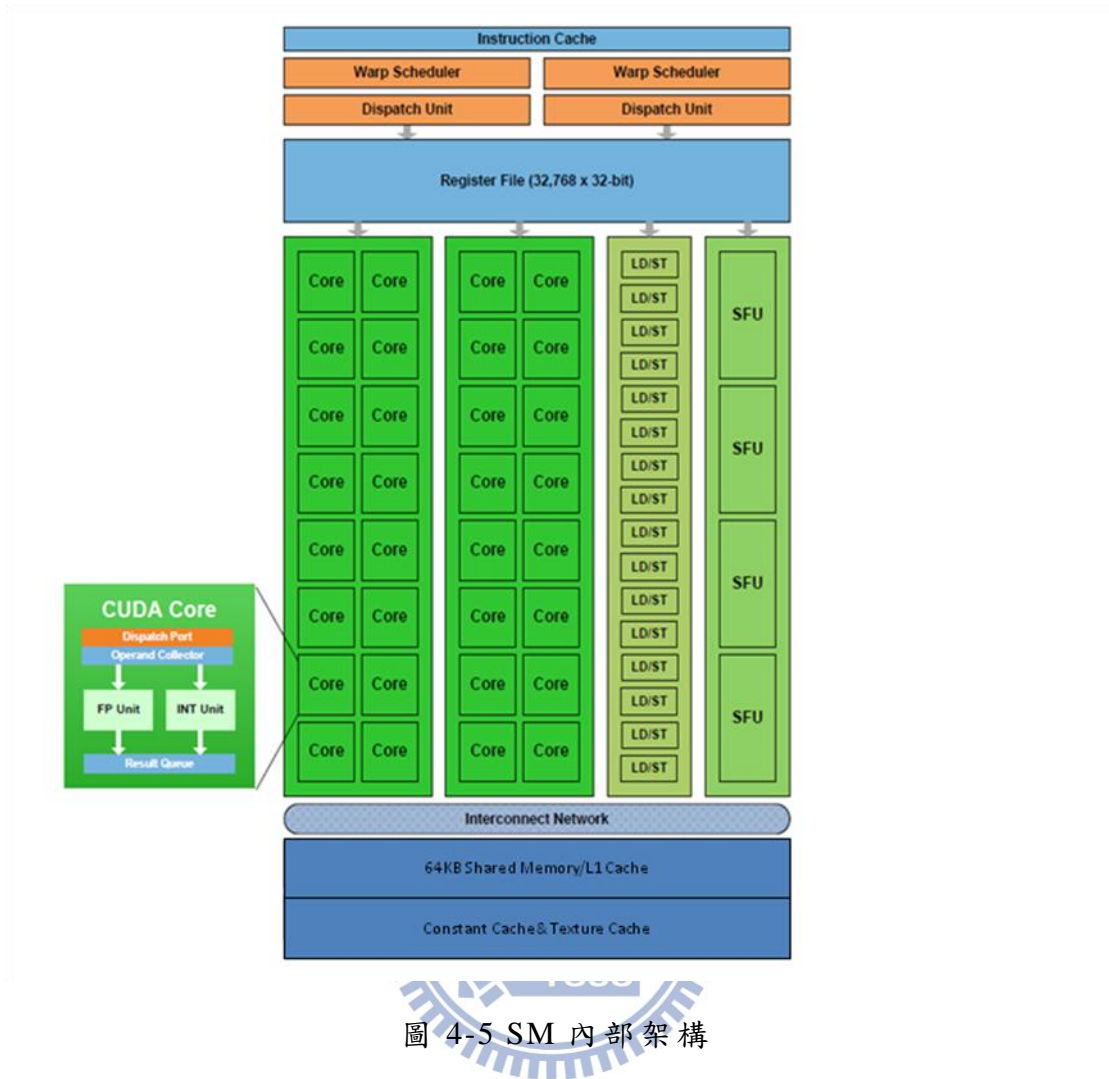 Instruction Cache
Warp Scheduler Warp Scheduler
Dispatch Unit Dispatch Unit
Register File (32,768 x 32-bit)
Core Core Core Core LD/ST LD/ST SFU
Core Core Core Core LD/ST LD/ST
Core Core Core Core LD/ST LD/ST SFU
Core Core Core Core LD/ST LD/ST
Core Core Core Core LD/ST LD/ST SFU
Core Core Core Core LD/ST LD/ST
Core Core Core Core LD/ST LD/ST SFU
Core Core Core Core LD/ST LD/ST
CUDA Core
Dispatch Port
Operand Collector
FP Unit INT Unit
Result Queue
Interconnect Network
64KB Shared Memory/L1 Cache
Constant Cache& Texture Cache
圖 4-5 SM 內部架構